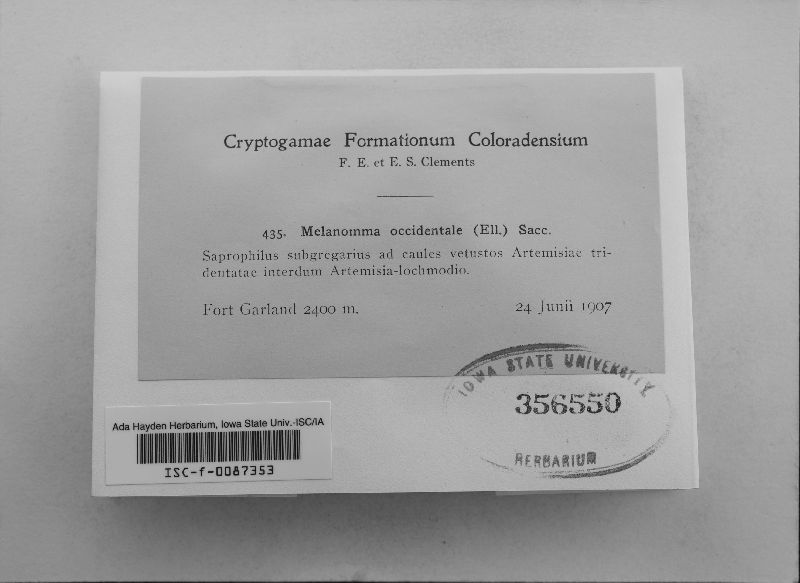 Cryptogamae Formationum Coloradensium
F. E. et E. S. Clements
435. Melanomma occidentale (Ell.) Sacc.
Saprophilus subgregarius ad caules vetustos Artemisiae tri-
dentatae interdum Artemisia-lochmodio.
Fort Garland 2400 m. 24 Junii 1907
IOWA STATE UNIVERSITY
356550
HERBARIUM
Ada Hayden Herbarium, Iowa State Univ.-ISC/IA
ISC-f-0087353